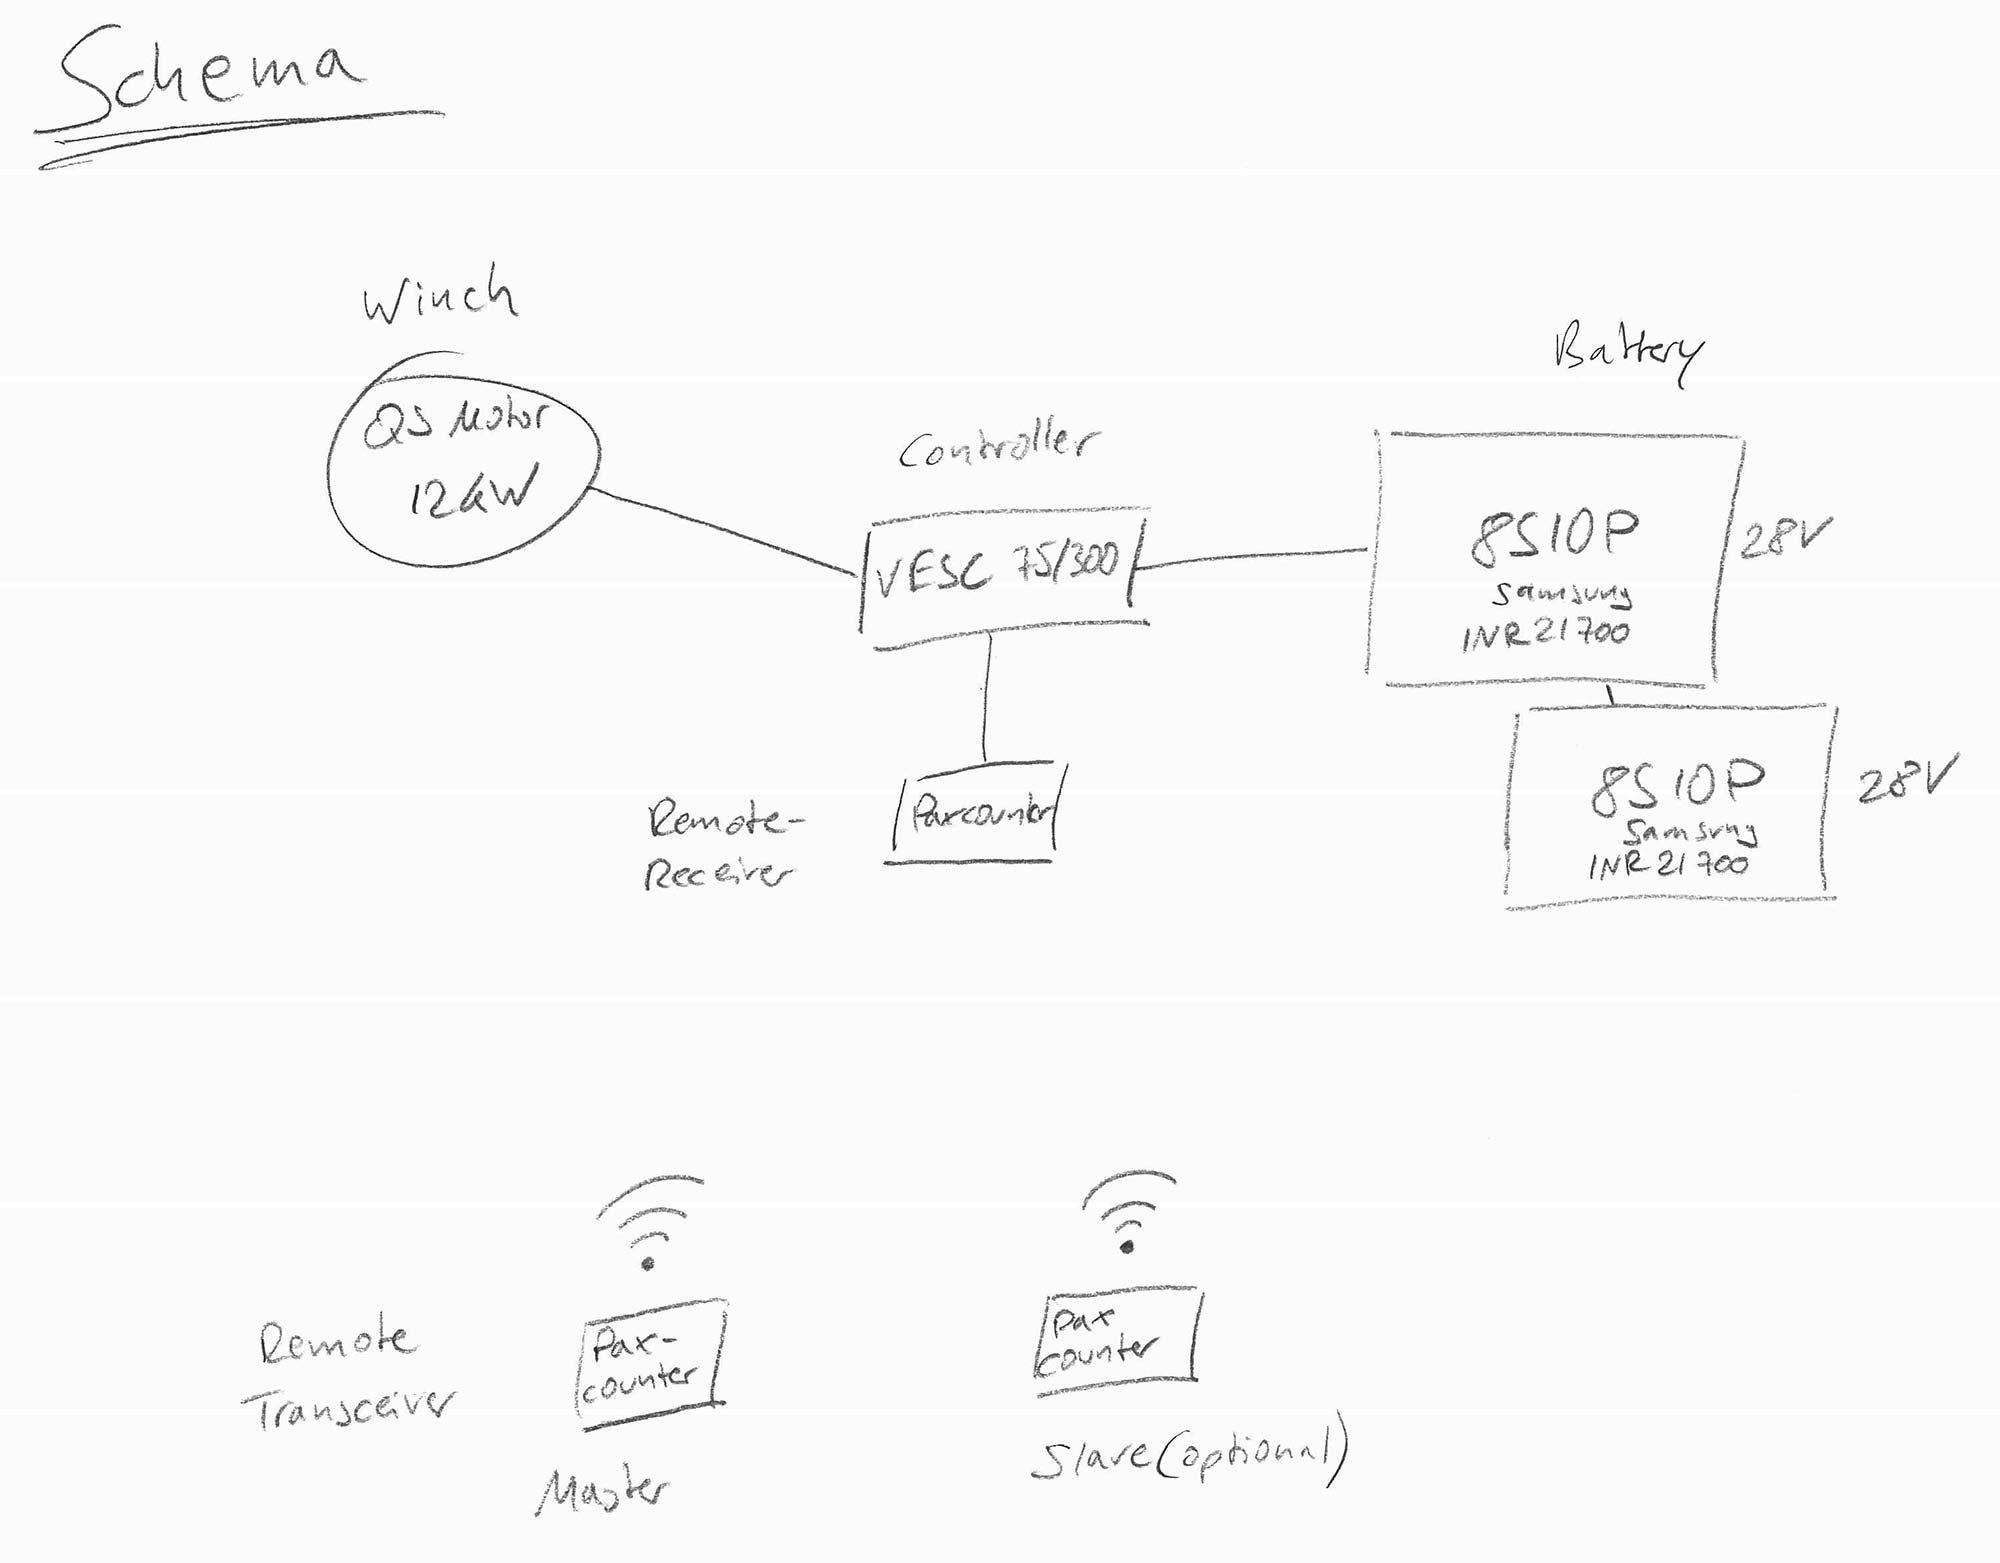 Schema
Winch
QS Motor
12kW
Controller
VESC 75/300
Battery
8S10P
Samsung
INR21700
28V
8S10P
Samsung
INR21700
28V
Remote-
Receiver
Paxcounter
Remote
Transceiver
Pax-
counter
Master
Pax
counter
Slave (optional)